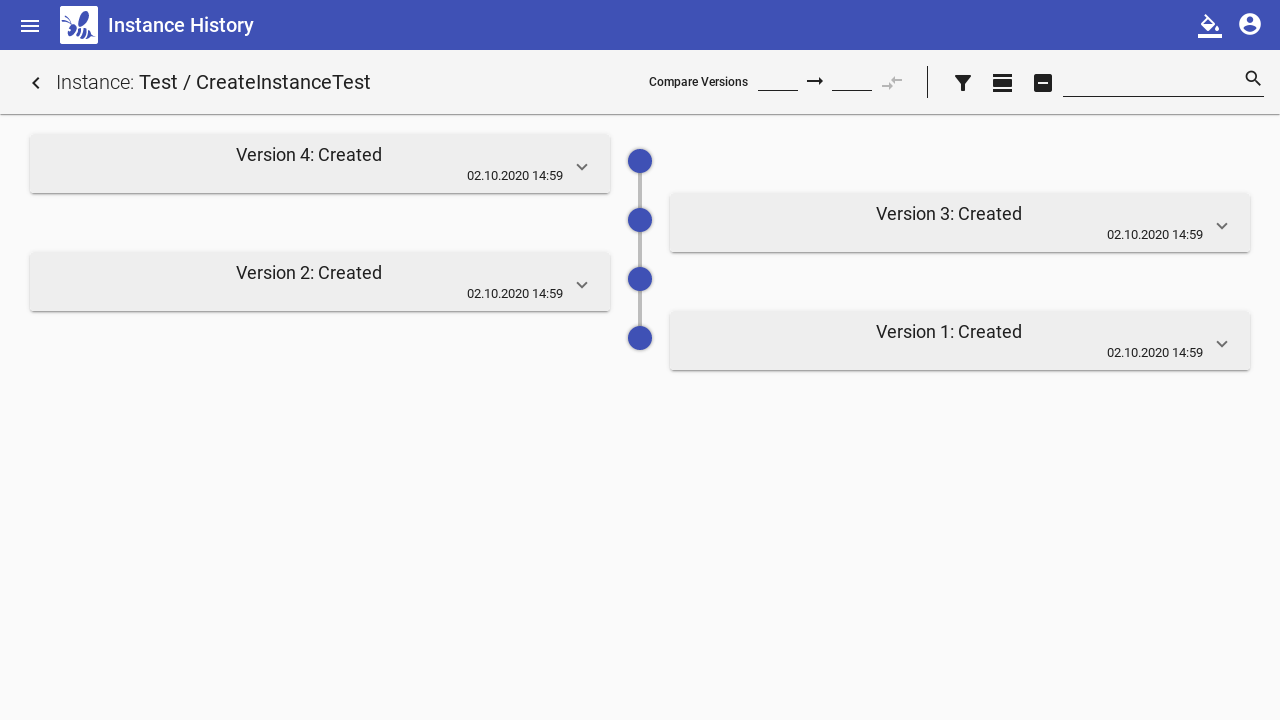 Instance History
Instance: Test / CreateInstanceTest
Compare Versions
Version 4: Created
02.10.2020 14:59
Version 3: Created
02.10.2020 14:59
Version 2: Created
02.10.2020 14:59
Version 1: Created
02.10.2020 14:59